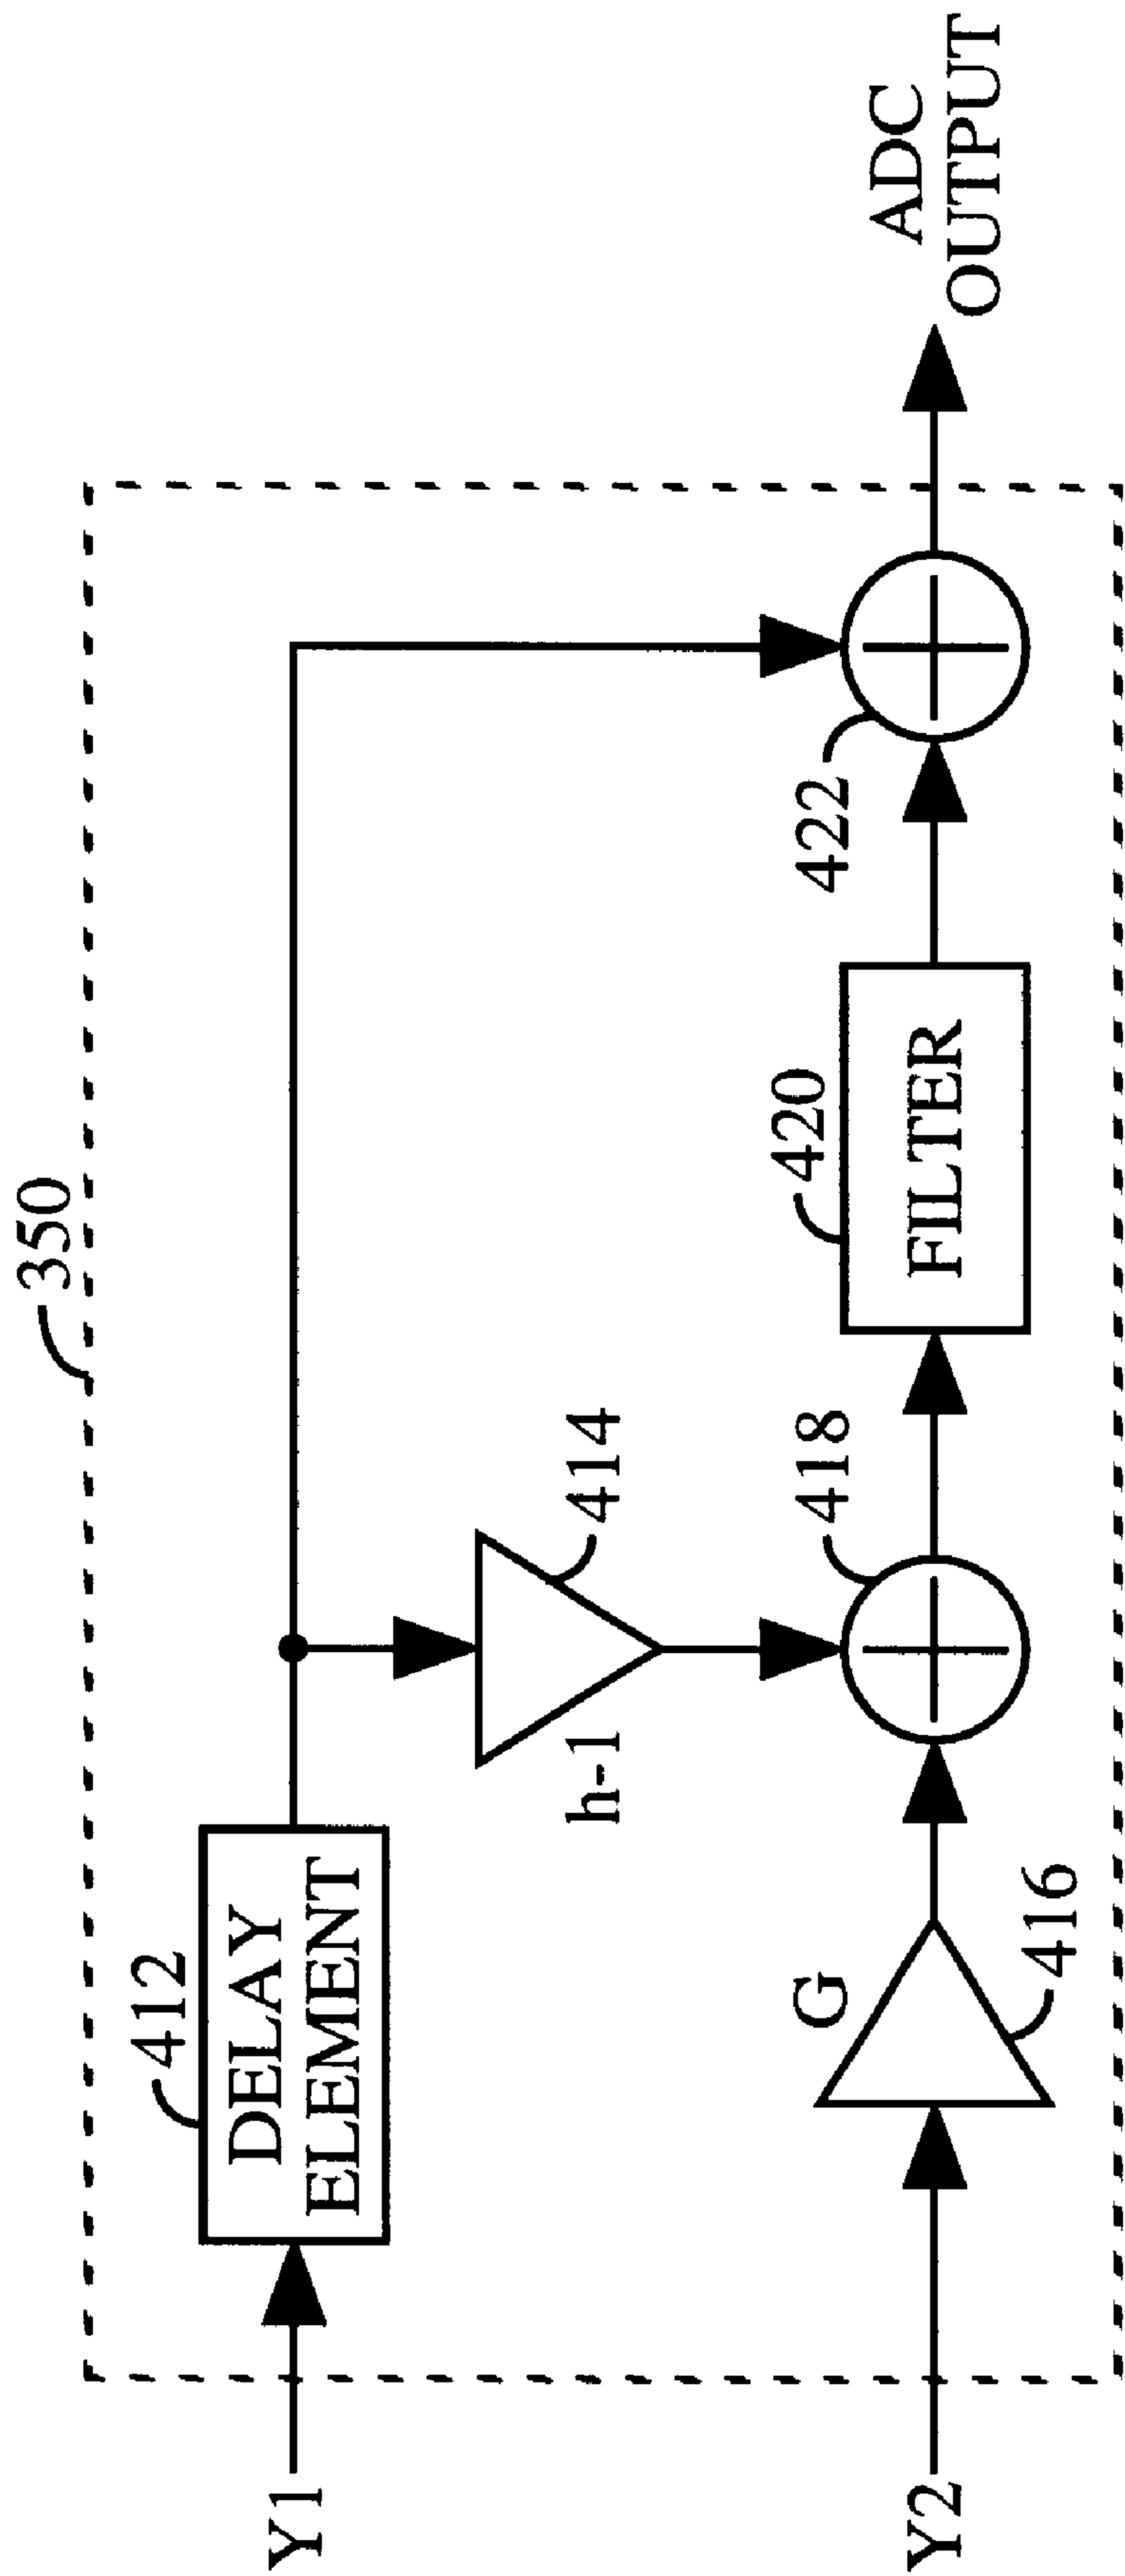 350
412
DELAY
ELEMENT
Y1
414
h-1
418
420
FILTER
422
G
416
Y2
ADC
OUTPUT